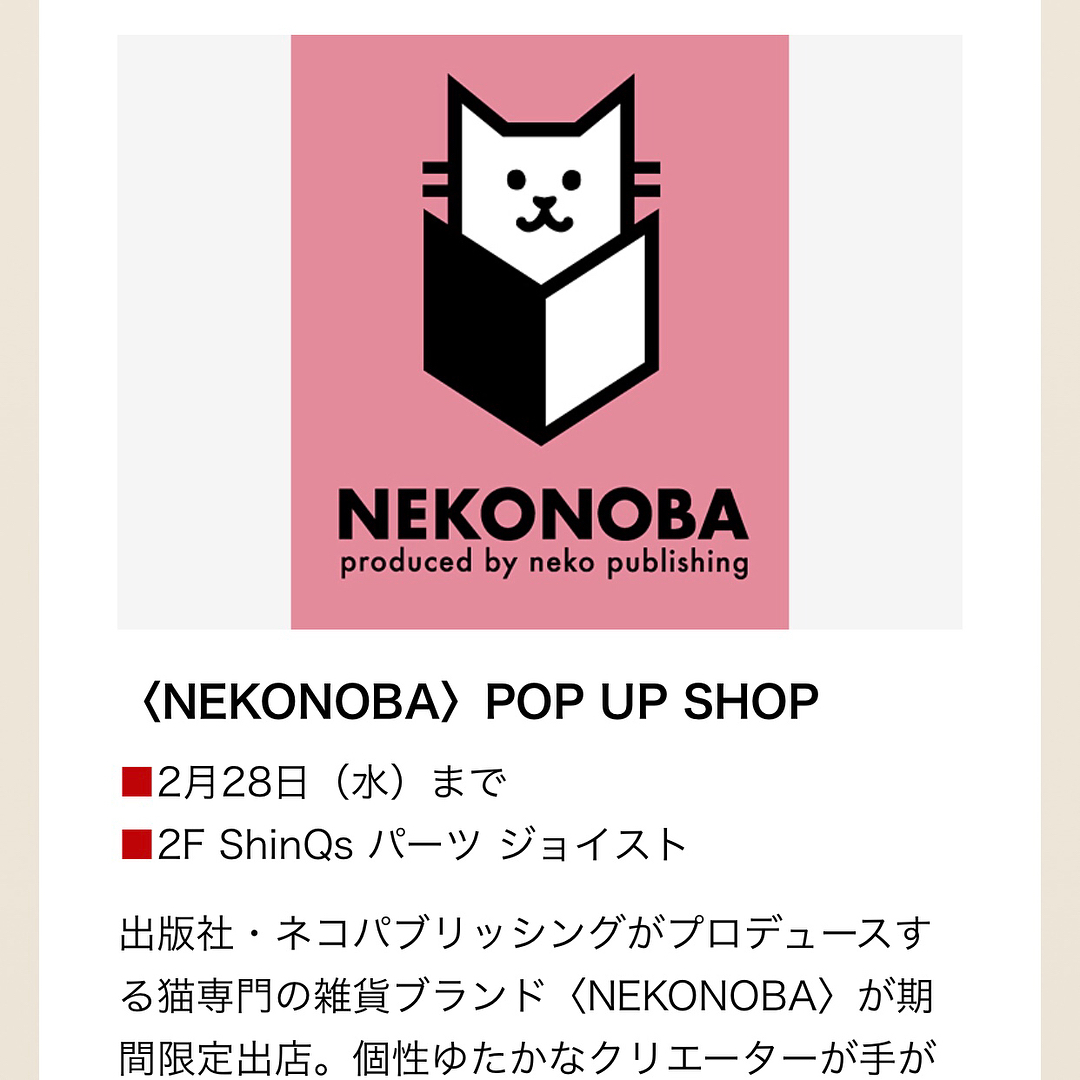 NEKONOBA
produced by neko publishing
〈NEKONOBA〉POP UP SHOP
■2月28日（水）まで
■2F ShinQs パーツ ジョイスト
出版社・ネコパブリッシングがプロデュースす
る猫専門の雑貨ブランド〈NEKONOBA〉が期
間限定出店。個性ゆたかなクリエーターが手が